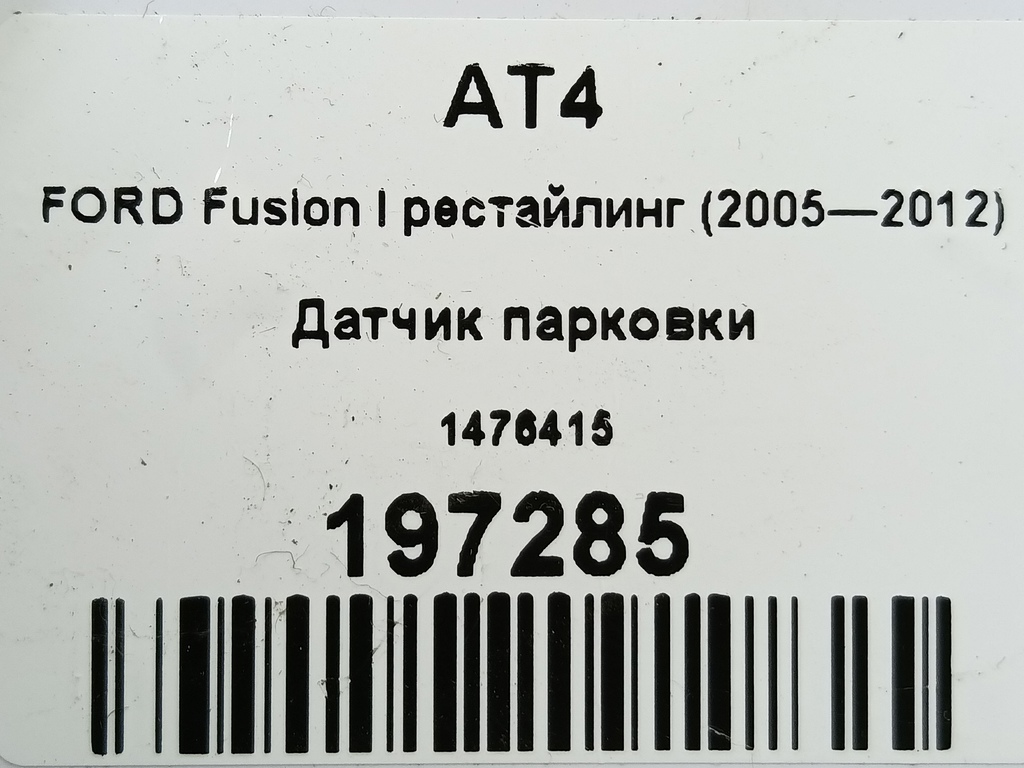 AT4
FORD Fusion I рестайлинг (2005—2012)
Датчик парковки
1476415
197285